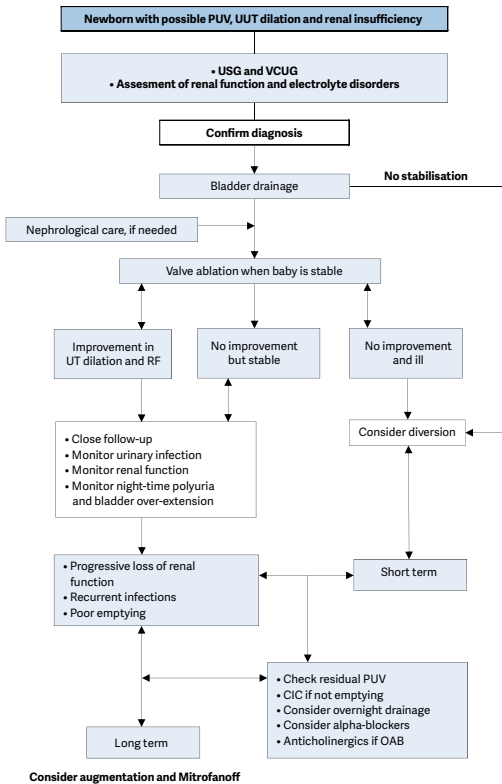 Newborn with possible PUV, UUT dilation and renal insufficiency
• USG and VCUG
• Assesment of renal function and electrolyte disorders
Confirm diagnosis
No stabilisation
Bladder drainage
Nephrological care, if needed
Valve ablation when baby is stable
Improvement in
UT dilation and RF
No improvement
but stable
No improvement
and ill
• Close follow-up
• Monitor urinary infection
• Monitor renal function
• Monitor night-time polyuria
and bladder over-extension
Consider diversion
• Progressive loss of renal
function
• Recurrent infections
• Poor emptying
Short term
• Check residual PUV
• CIC if not emptying
• Consider overnight drainage
• Consider alpha-blockers
• Anticholinergics if OAB
Long term
Consider augmentation and Mitrofanoff